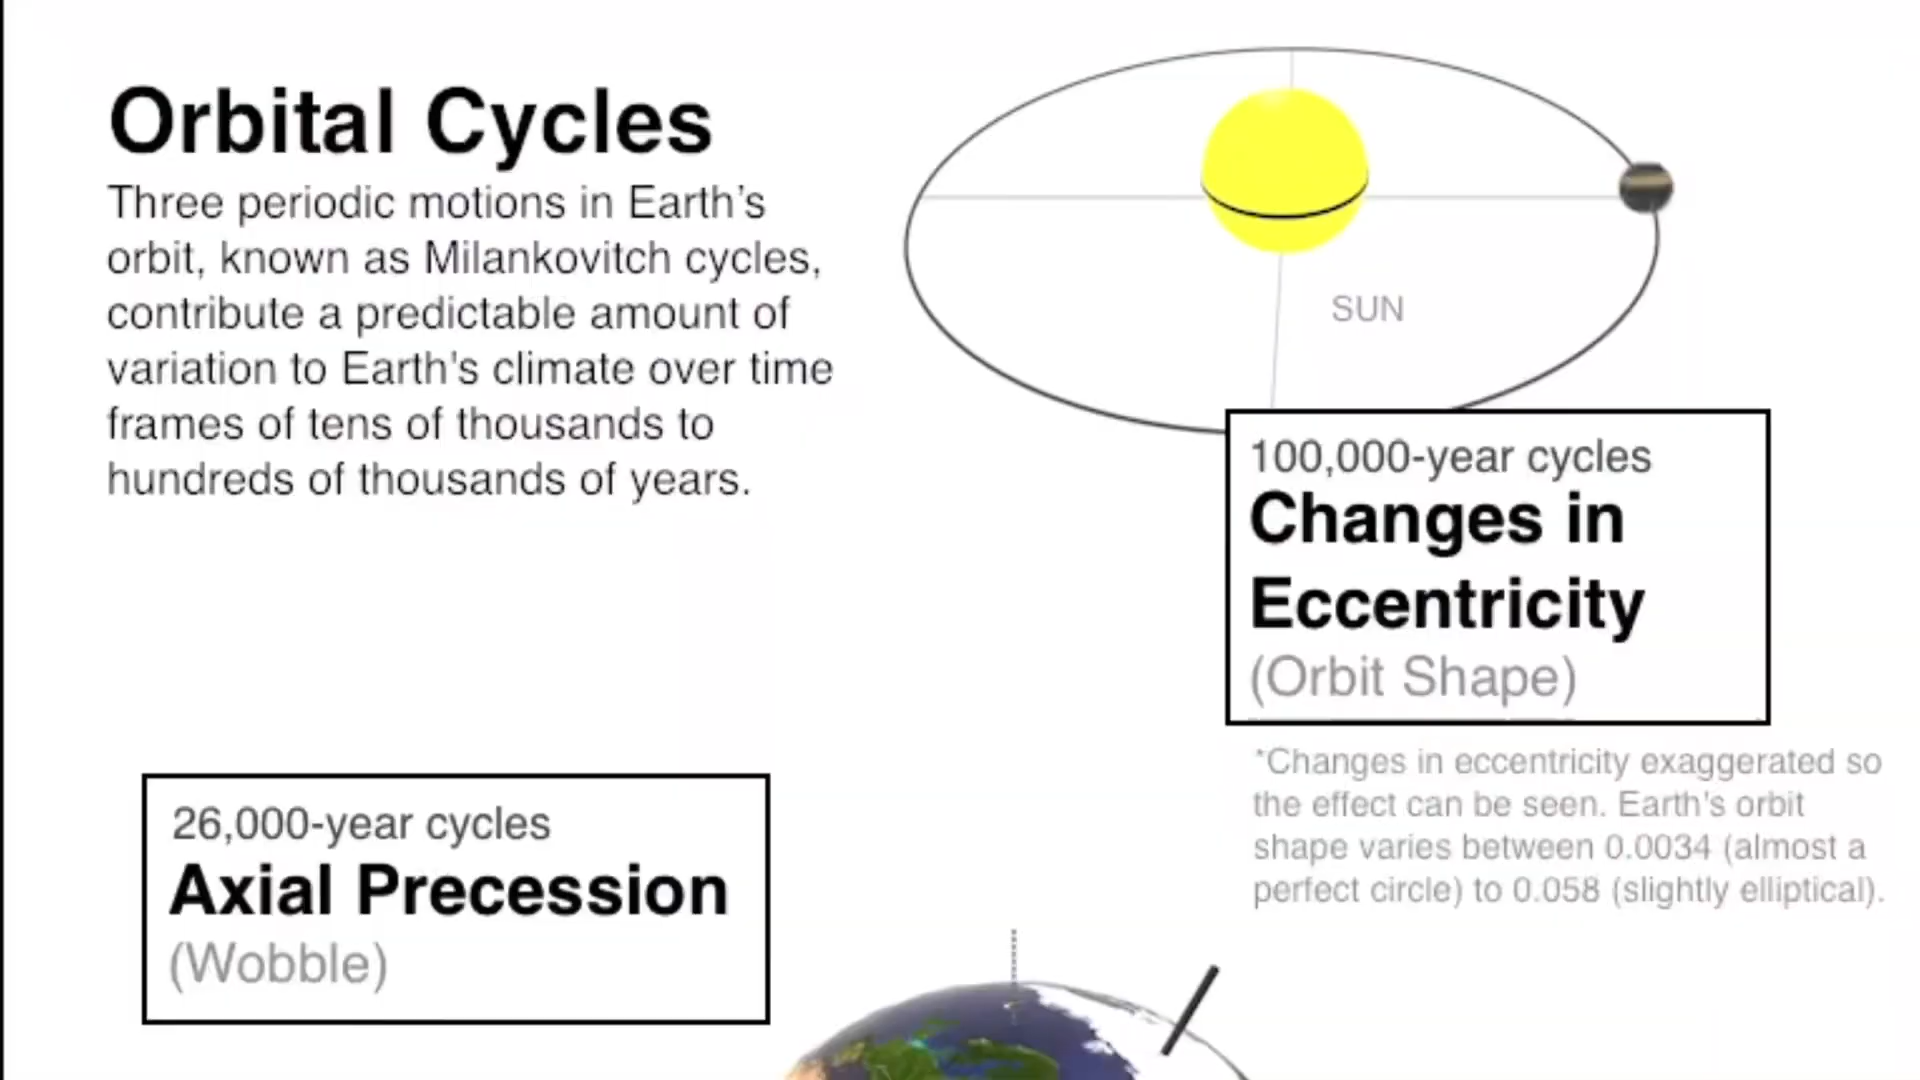 Orbital Cycles
Three periodic motions in Earth's
orbit, known as Milankovitch cycles,
contribute a predictable amount of
variation to Earth's climate over time
frames of tens of thousands to
hundreds of thousands of years.
SUN
100,000-year cycles
Changes in
Eccentricity
(Orbit Shape)
*Changes in eccentricity exaggerated so
the effect can be seen. Earth's orbit
shape varies between 0.0034 (almost a
perfect circle) to 0.058 (slightly elliptical).
26,000-year cycles
Axial Precession
(Wobble)